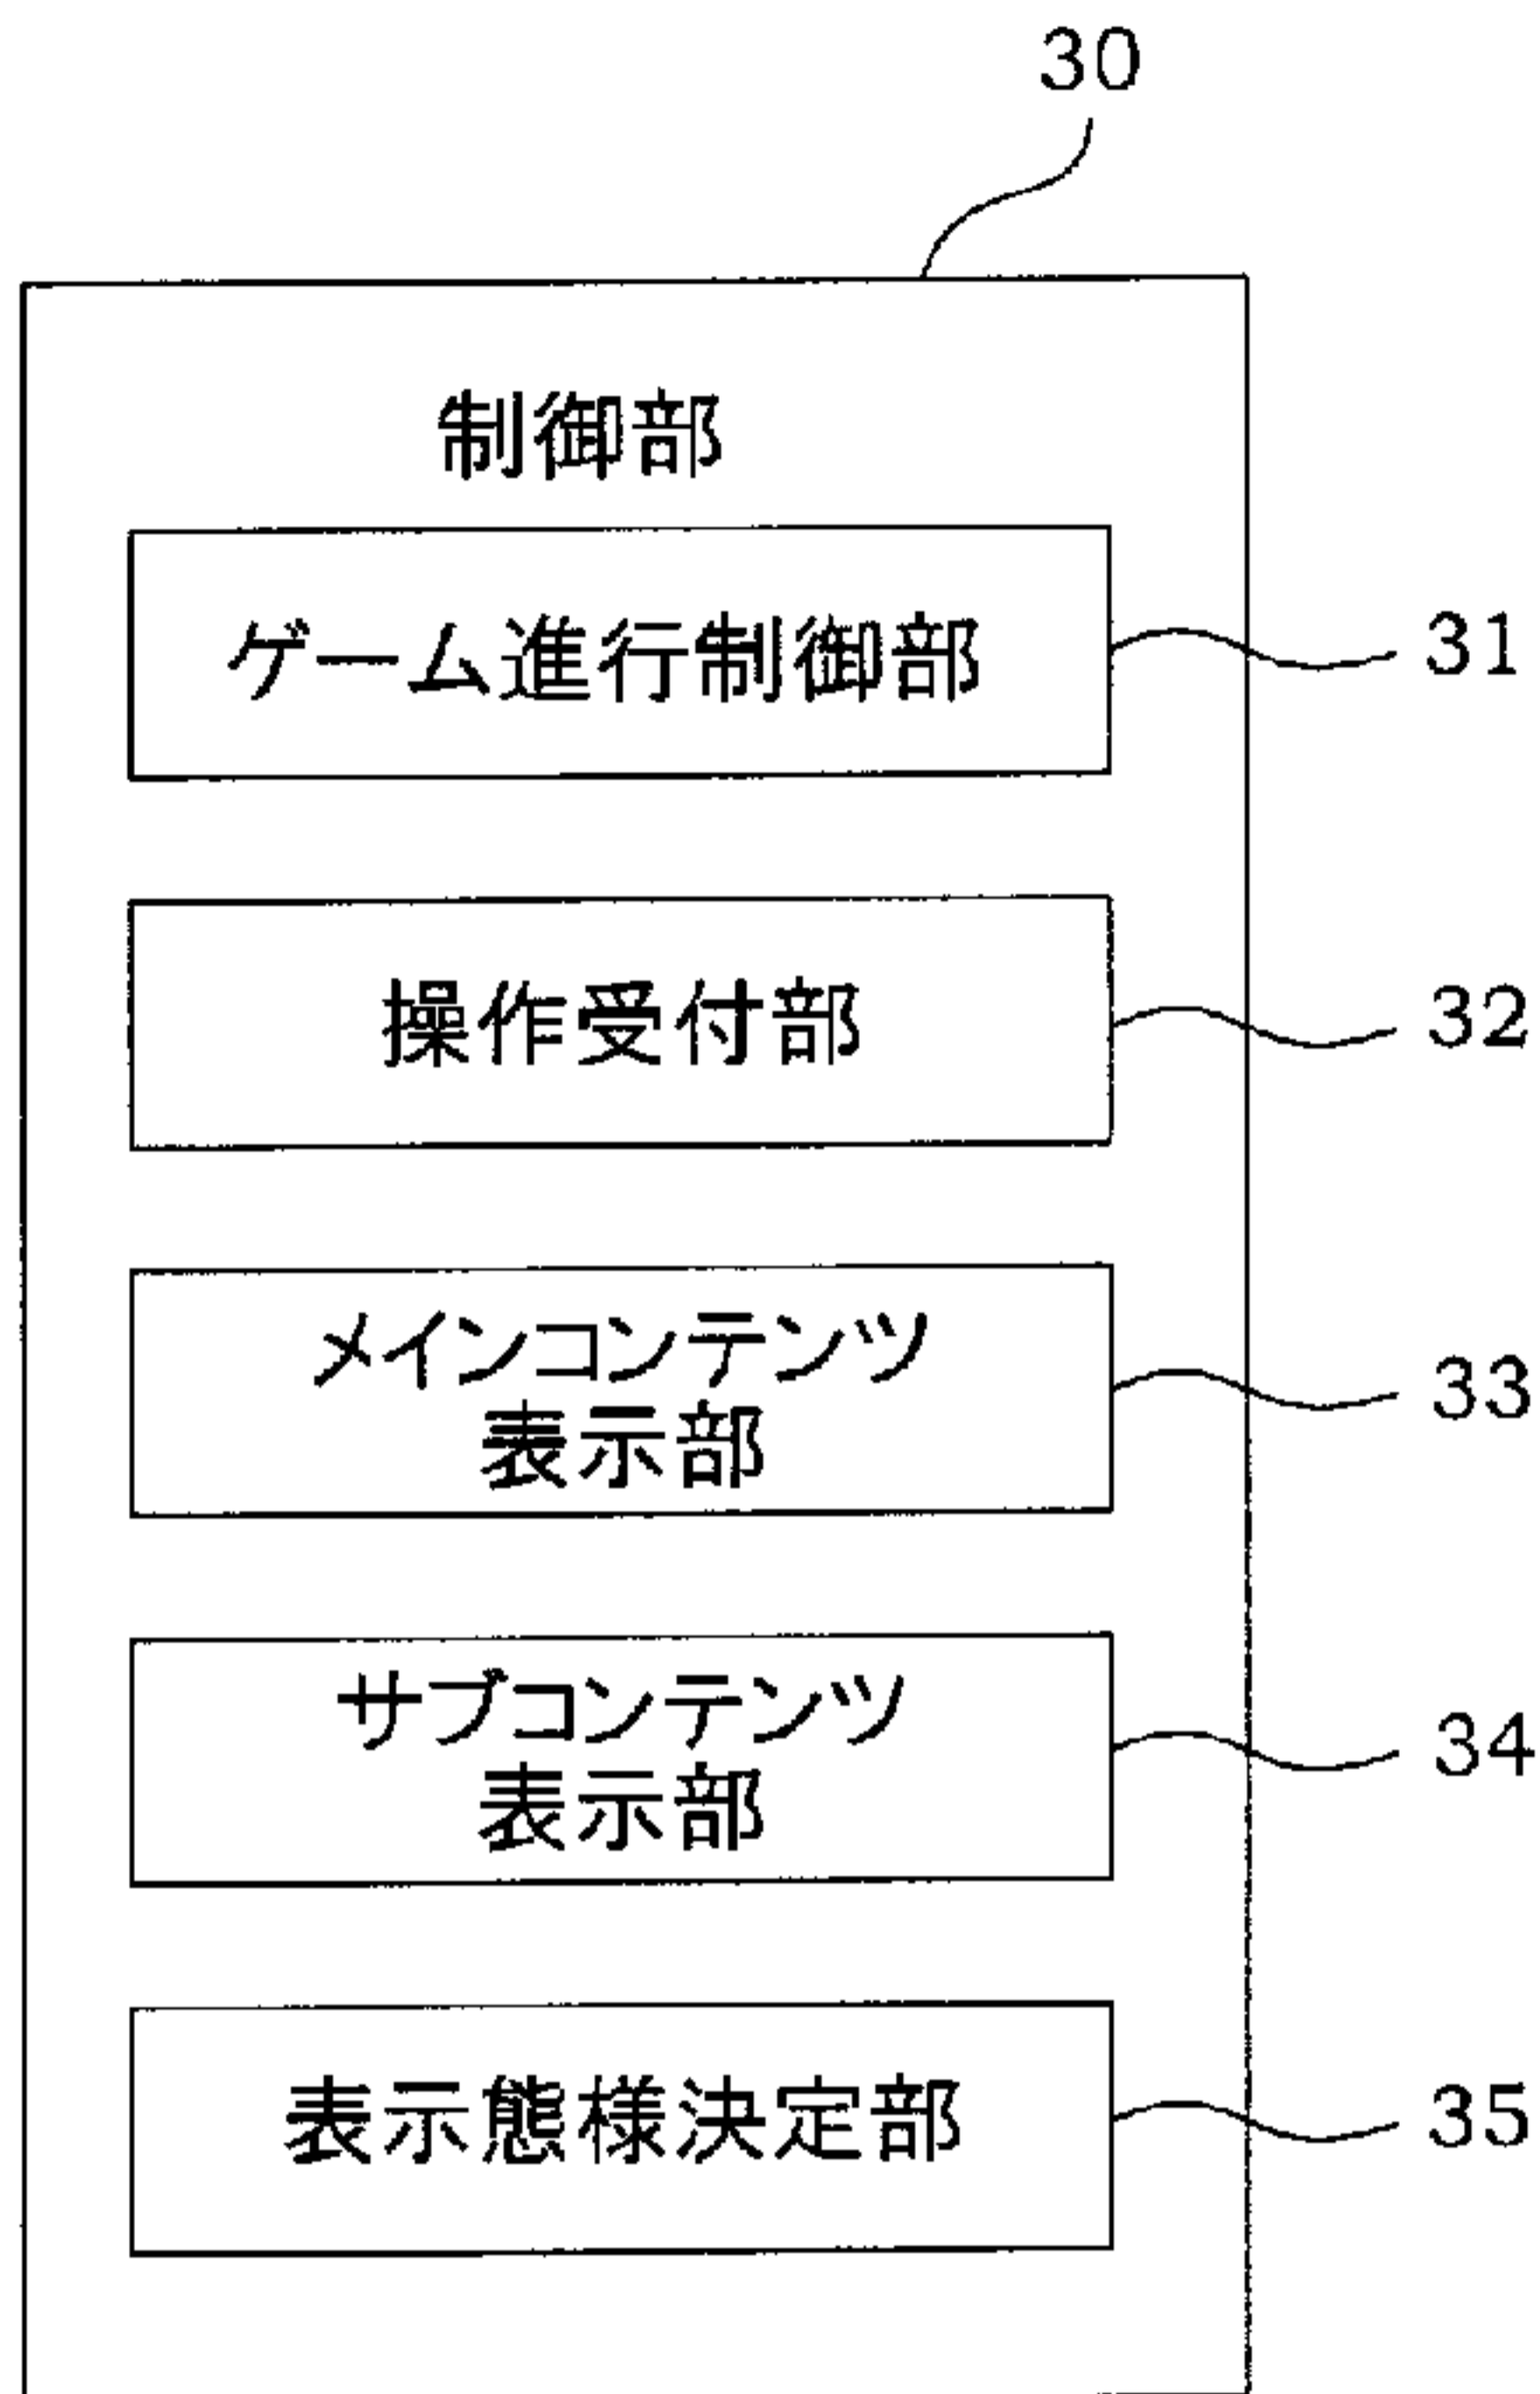 30
制御部
ゲーム進行制御部
31
操作受付部
32
メインコンテンツ
表示部
33
サブコンテンツ
表示部
34
表示態様決定部
35